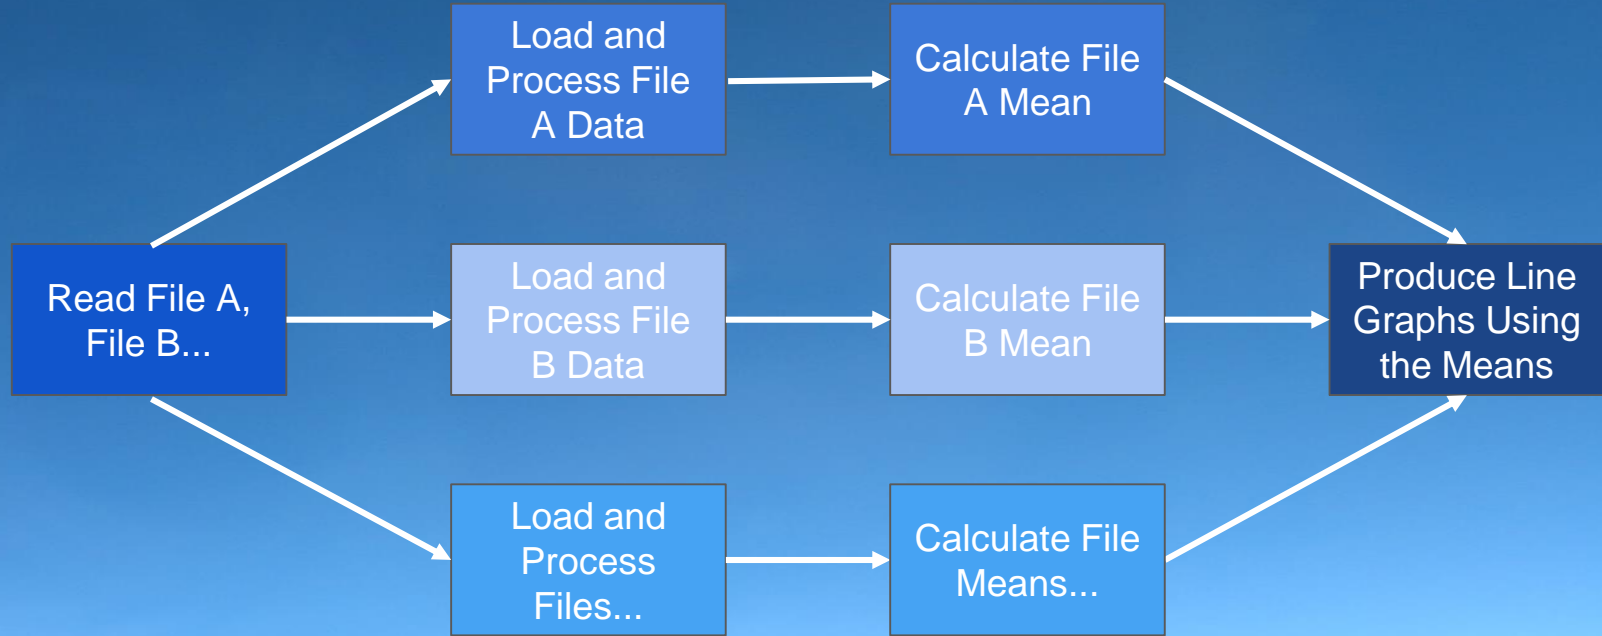 Load and
Process File
A Data
Calculate File
A Mean
Read File A,
File B...
Load and
Process File
B Data
Calculate File
B Mean
Produce Line
Graphs Using
the Means
Load and
Process
Files...
Calculate File
Means...